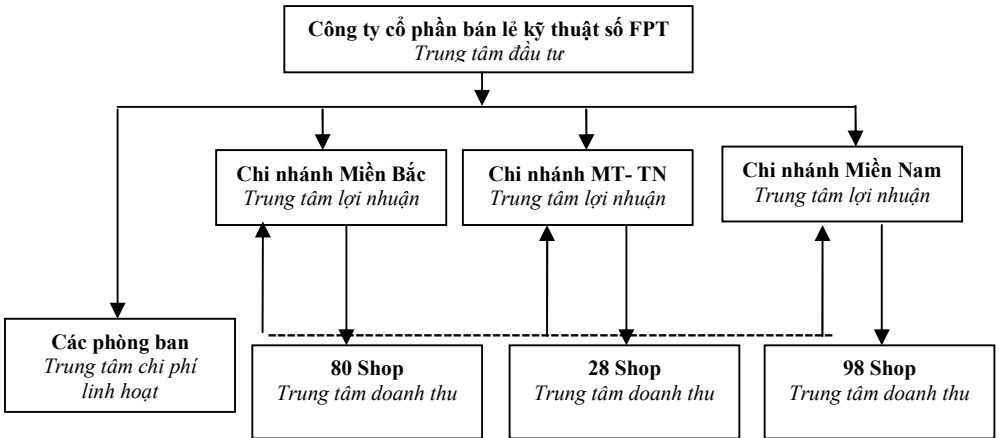 Công ty cổ phần bán lẻ kỹ thuật số FPT
Trung tâm đầu tư
Chi nhánh Miền Bắc
Trung tâm lợi nhuận
Chi nhánh MT- TN
Trung tâm lợi nhuận
Chi nhánh Miền Nam
Trung tâm lợi nhuận
Các phòng ban
Trung tâm chi phí
linh hoạt
80 Shop
Trung tâm doanh thu
28 Shop
Trung tâm doanh thu
98 Shop
Trung tâm doanh thu